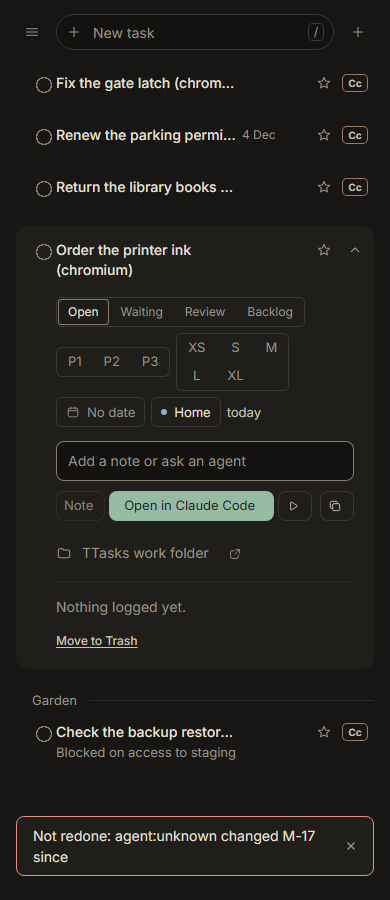 New task /
Fix the gate latch (chrom... Cc
Renew the parking permi... 4 Dec Cc
Return the library books ... Cc
Order the printer ink
(chromium)
Open Waiting Review Backlog
P1 P2 P3
XS S M
L XL
No date Home today
Add a note or ask an agent
Note Open in Claude Code
TTasks work folder
Nothing logged yet.
Move to Trash
Garden
Check the backup restor... Cc
Blocked on access to staging
Not redone: agent:unknown changed M-17
since